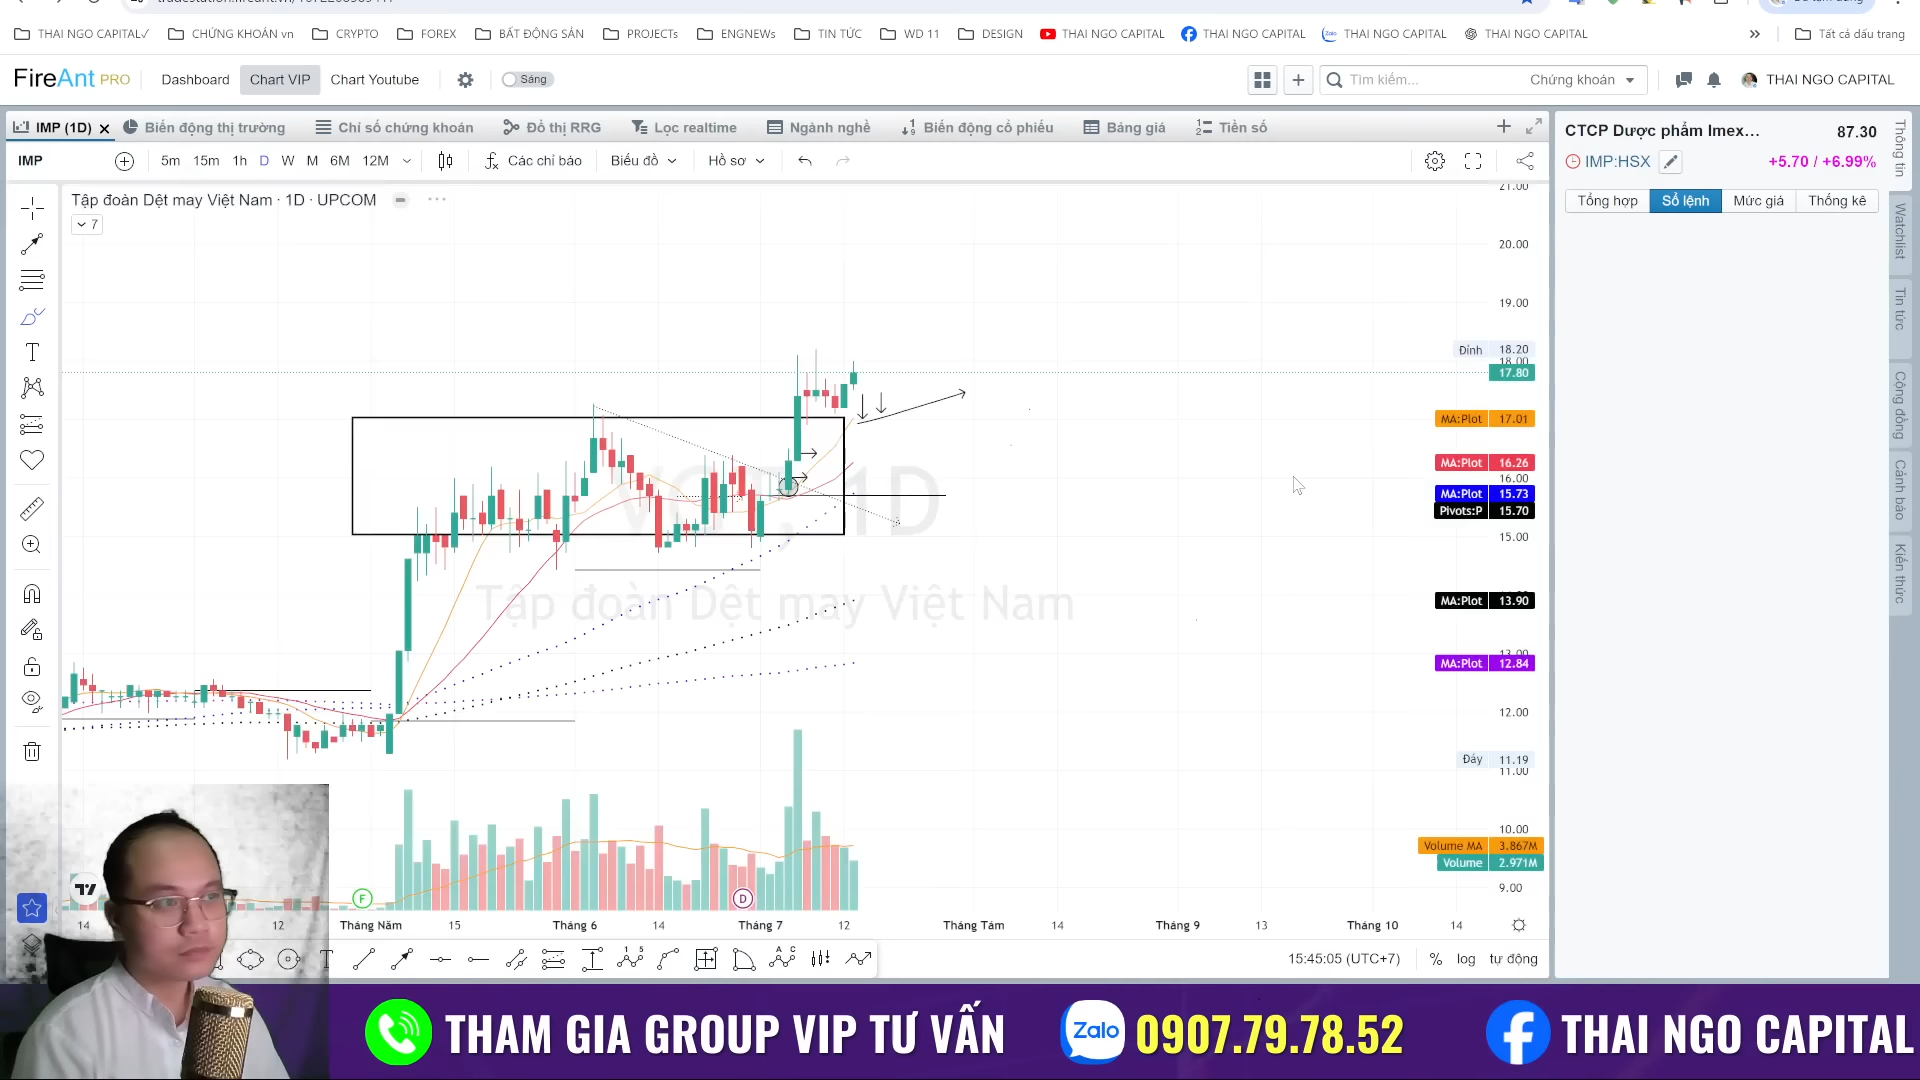 THAI NGO CAPITAL✓ CHỨNG KHOÁN vn CRYPTO FOREX BẤT ĐỘNG SẢN PROJECTs ENGNEWs TIN TỨC WD 11 DESIGN THAI NGO CAPITAL THAI NGO CAPITAL THAI NGO CAPITAL THAI NGO CAPITAL » Tất cả dấu trang
FireAnt PRO Dashboard Chart VIP Chart Youtube Sáng Tìm kiếm... Chứng khoán THAI NGO CAPITAL
IMP (1D) Biến động thị trường Chỉ số chứng khoán Đồ thị RRG Lọc realtime Ngành nghề Biến động cổ phiếu Bảng giá Tiền số
CTCP Dược phẩm Imex... 87.30
IMP 5m 15m 1h D W M 6M 12M Các chỉ báo Biểu đồ Hồ sơ
IMP:HSX +5.70 / +6.99%
Tổng hợp Sổ lệnh Mức giá Thống kê
Thông tin
Watchlist
Tin tức
Cộng đồng
Cảnh báo
Kiến thức
Tập đoàn Dệt may Việt Nam · 1D · UPCOM
7
21.00
20.00
19.00
Đỉnh 18.20
18.00
17.80
MA:Plot 17.01
MA:Plot 16.26
16.00
MA:Plot 15.73
Pivots:P 15.70
15.00
MA:Plot 13.90
13.00
MA:Plot 12.84
12.00
Đáy 11.19
11.00
10.00
Volume MA 3.867M
Volume 2.971M
9.00
1D
Tập đoàn Dệt may Việt Nam
F D
14 12 Tháng Năm 15 Tháng 6 14 Tháng 7 12 Tháng Tám 14 Tháng 9 13 Tháng 10 14
15:45:05 (UTC+7) % log tự động
THAM GIA GROUP VIP TƯ VẤN Zalo 0907.79.78.52 THAI NGO CAPITAL